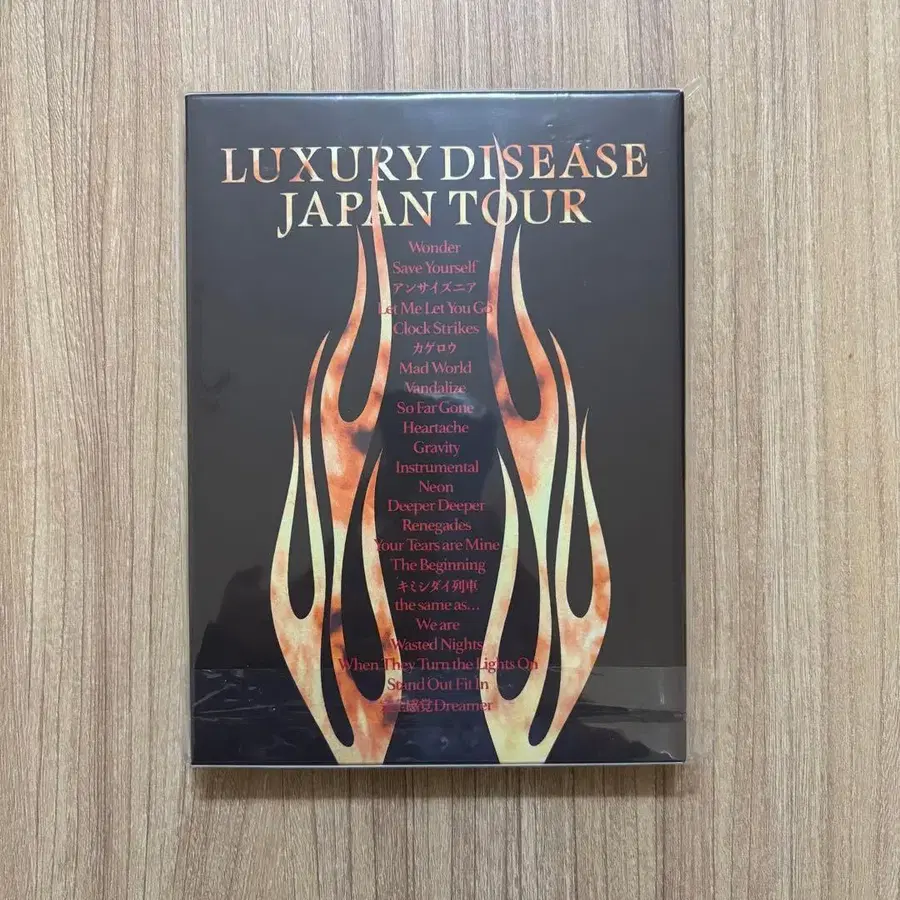 LUXURY DISEASE
JAPAN TOUR
Wonder
Save Yourself
アンサイズニア
Let Me Let You Go
Clock Strikes
カゲロウ
Mad World
Vandalize
So Far Gone
Heartache
Gravity
Instrumental
Neon
Deeper Deeper
Renegades
Your Tears are Mine
The Beginning
キミシダイ列車
the same as...
We are
Wasted Nights
When They Turn the Lights On
Stand Out Fit In
完全感覚Dreamer